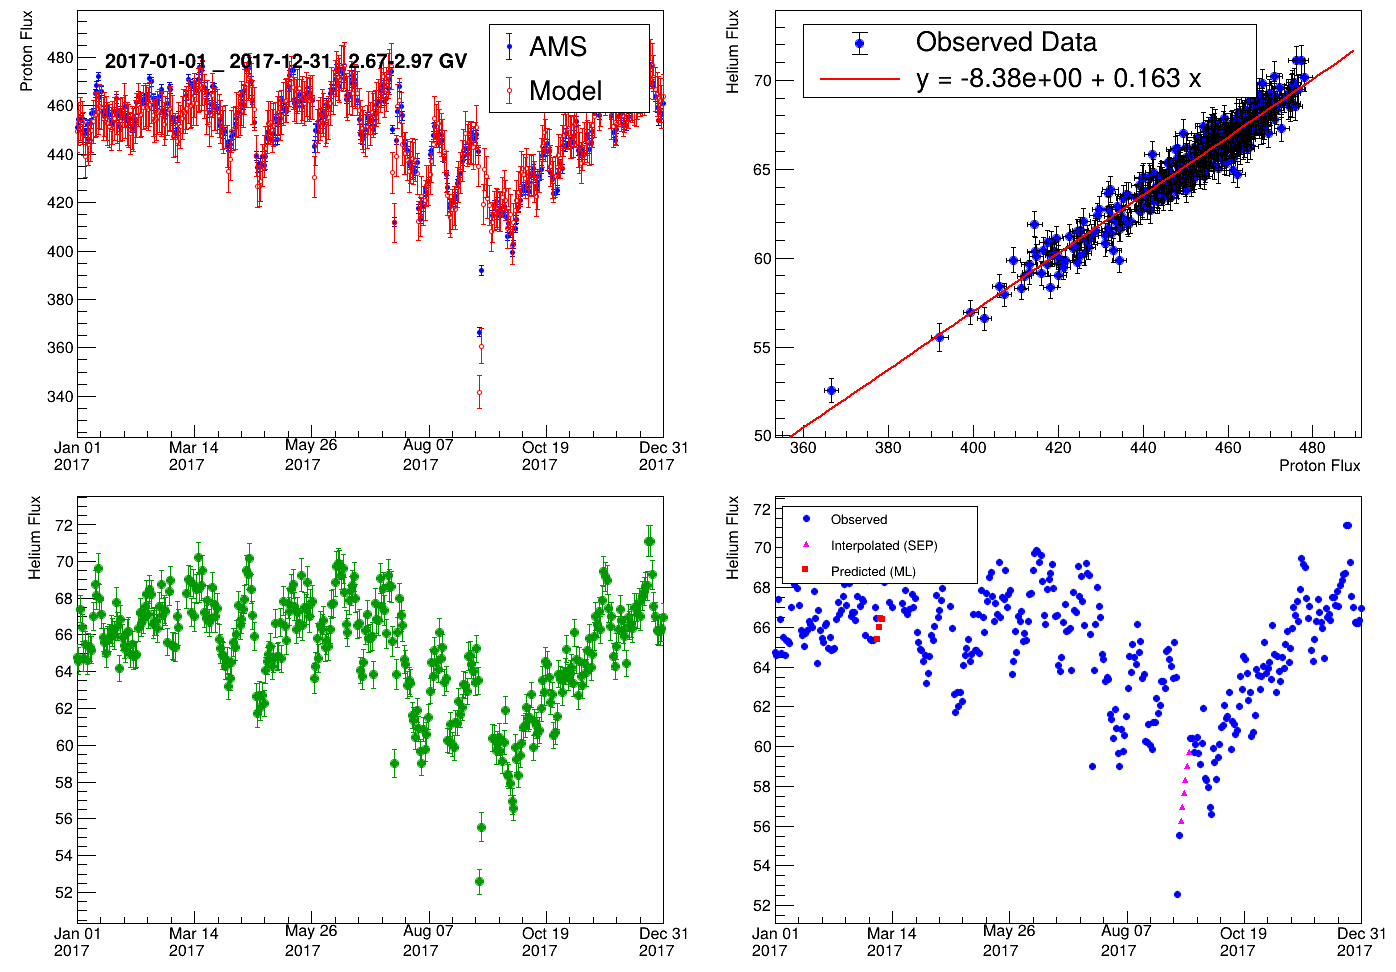 Proton Flux
480
460
440
420
400
380
360
340
2017-01-01 _ 2017-12-31 2.67-2.97 GV
AMS
Model
Jan 01
2017
Mar 14
2017
May 26
2017
Aug 07
2017
Oct 19
2017
Dec 31
2017
Helium Flux
70
65
60
55
50
Observed Data
y = -8.38e+00 + 0.163 x
360
380
400
420
440
460
480
Proton Flux
Helium Flux
72
70
68
66
64
62
60
58
56
54
52
Jan 01
2017
Mar 14
2017
May 26
2017
Aug 07
2017
Oct 19
2017
Dec 31
2017
Helium Flux
72
70
68
66
64
62
60
58
56
54
52
Observed
Interpolated (SEP)
Predicted (ML)
Jan 01
2017
Mar 14
2017
May 26
2017
Aug 07
2017
Oct 19
2017
Dec 31
2017